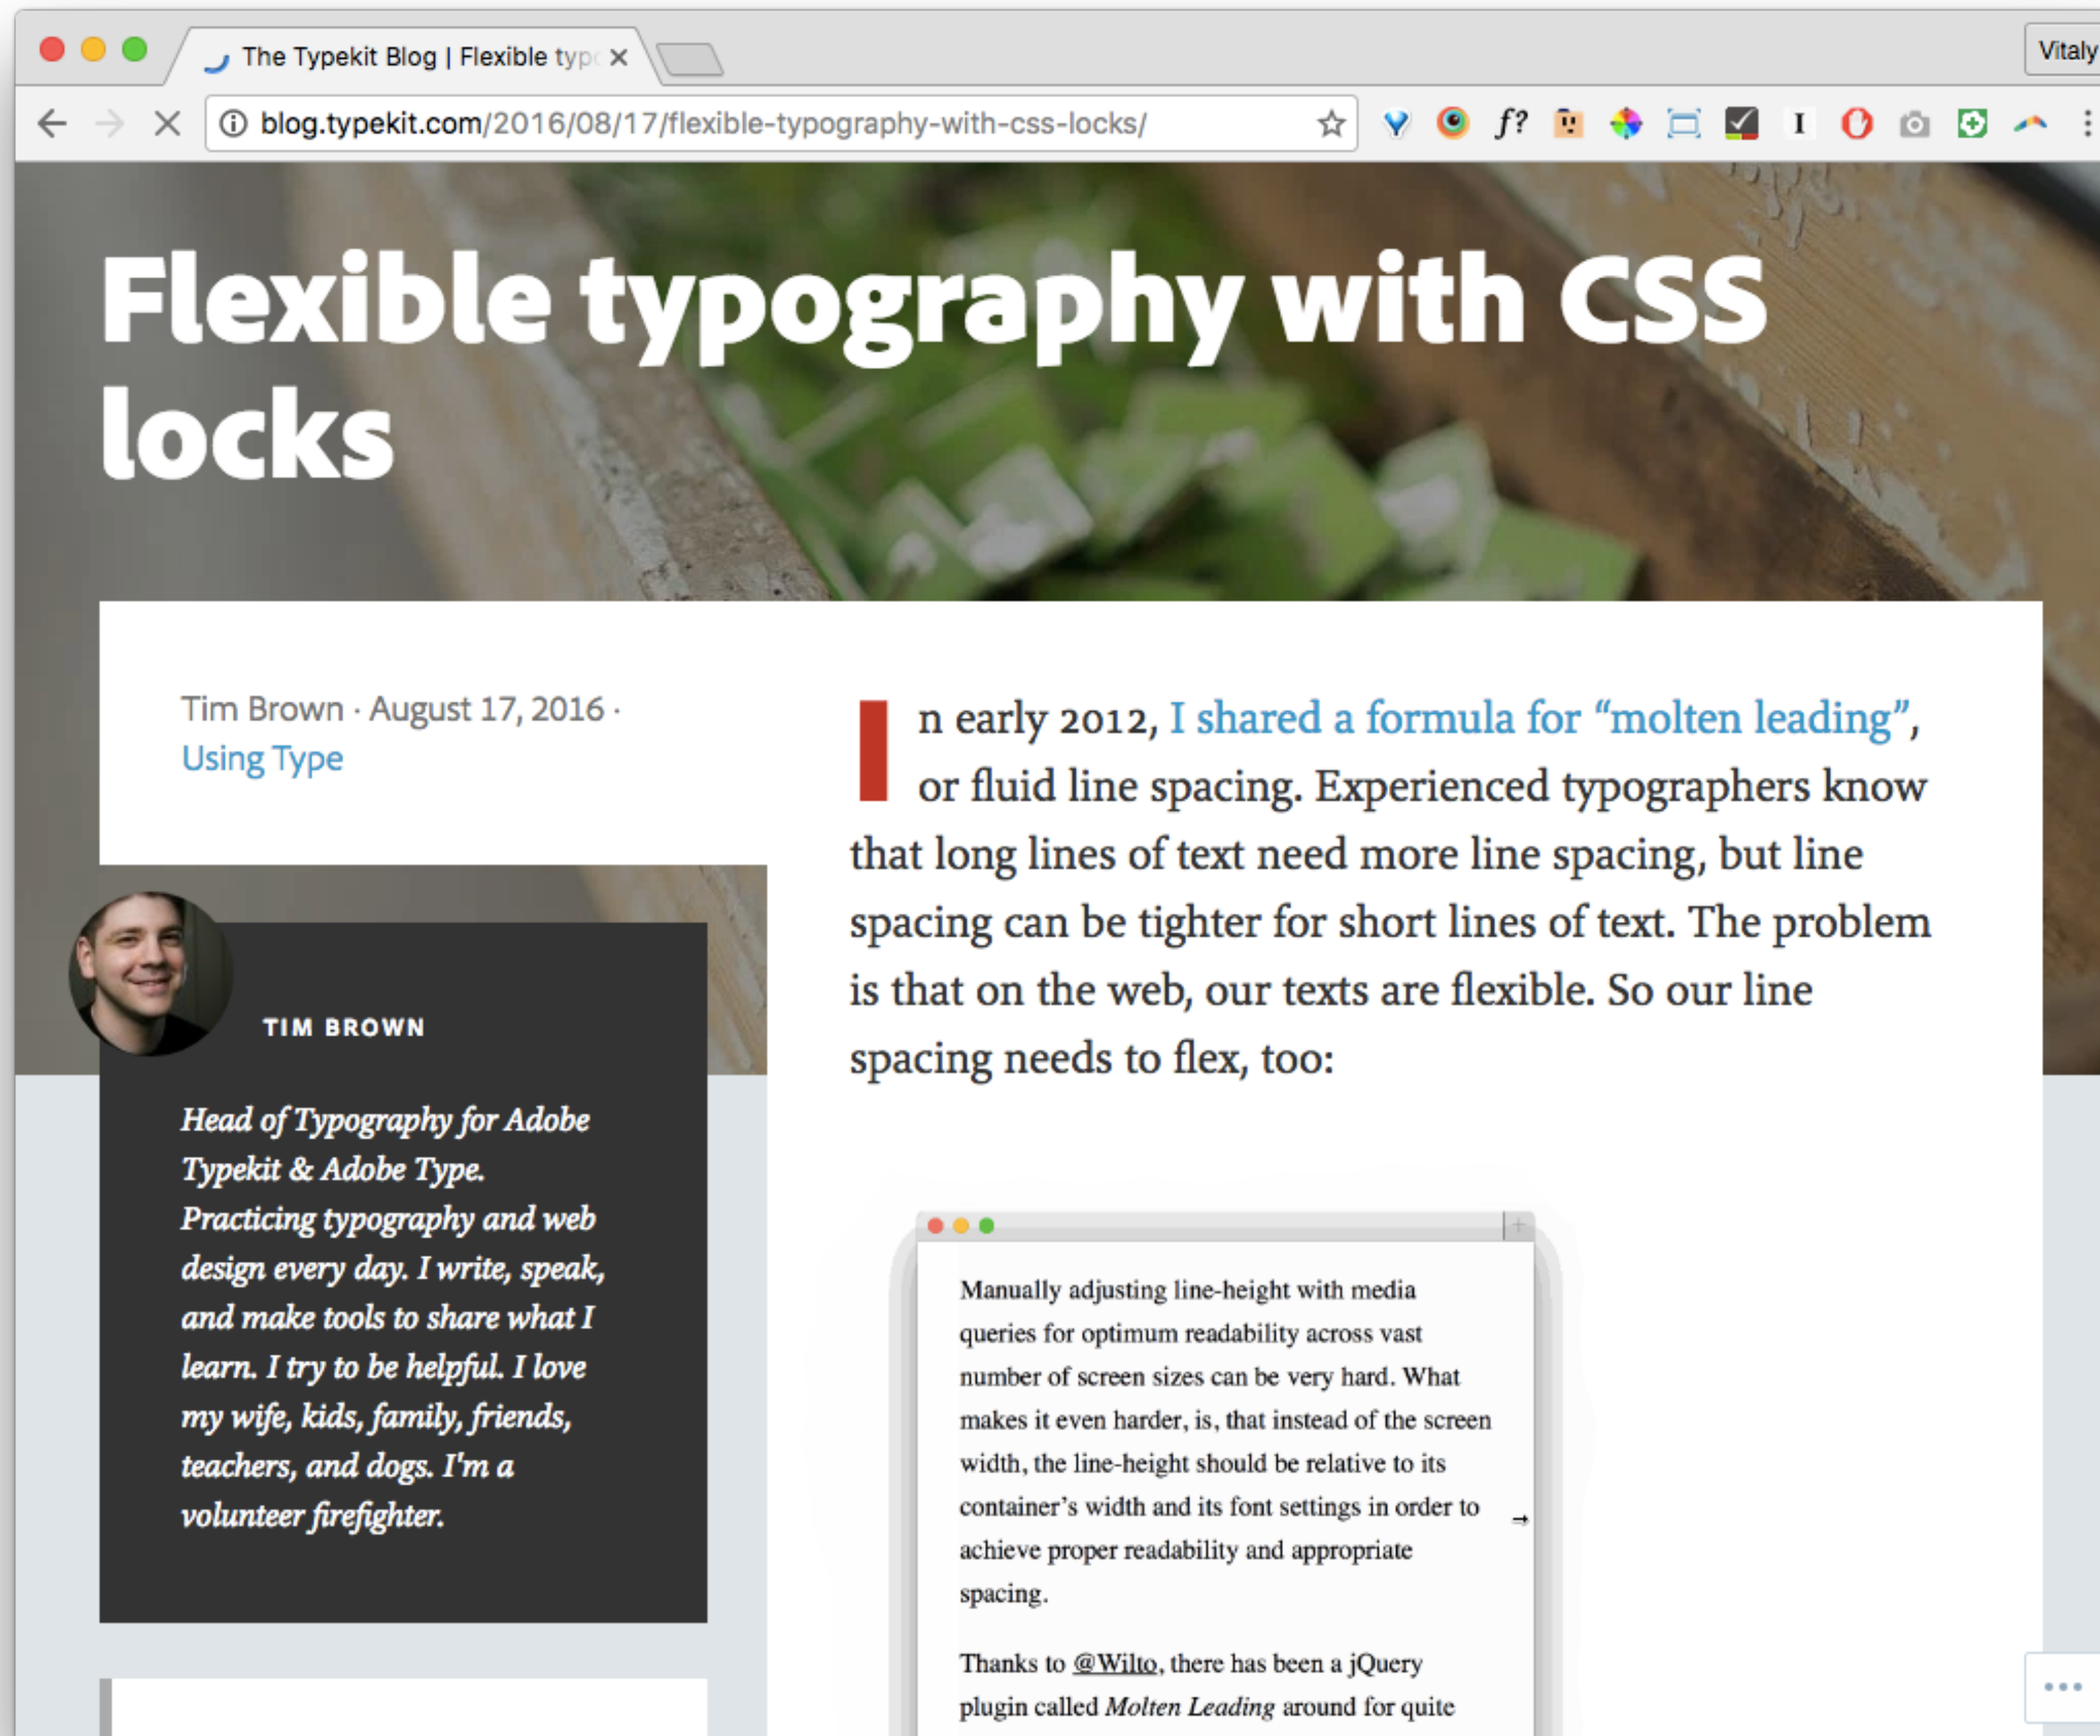 The Typekit Blog | Flexible typo
Vitaly
blog.typekit.com/2016/08/17/flexible-typography-with-css-locks/
f?
I
Flexible typography with CSS
locks
Tim Brown · August 17, 2016 ·
Using Type
TIM BROWN
Head of Typography for Adobe
Typekit & Adobe Type.
Practicing typography and web
design every day. I write, speak,
and make tools to share what I
learn. I try to be helpful. I love
my wife, kids, family, friends,
teachers, and dogs. I'm a
volunteer firefighter.
In early 2012, I shared a formula for “molten leading”,
or fluid line spacing. Experienced typographers know
that long lines of text need more line spacing, but line
spacing can be tighter for short lines of text. The problem
is that on the web, our texts are flexible. So our line
spacing needs to flex, too:
Manually adjusting line-height with media
queries for optimum readability across vast
number of screen sizes can be very hard. What
makes it even harder, is, that instead of the screen
width, the line-height should be relative to its
container’s width and its font settings in order to
achieve proper readability and appropriate
spacing.
Thanks to @Wilto, there has been a jQuery
plugin called Molten Leading around for quite